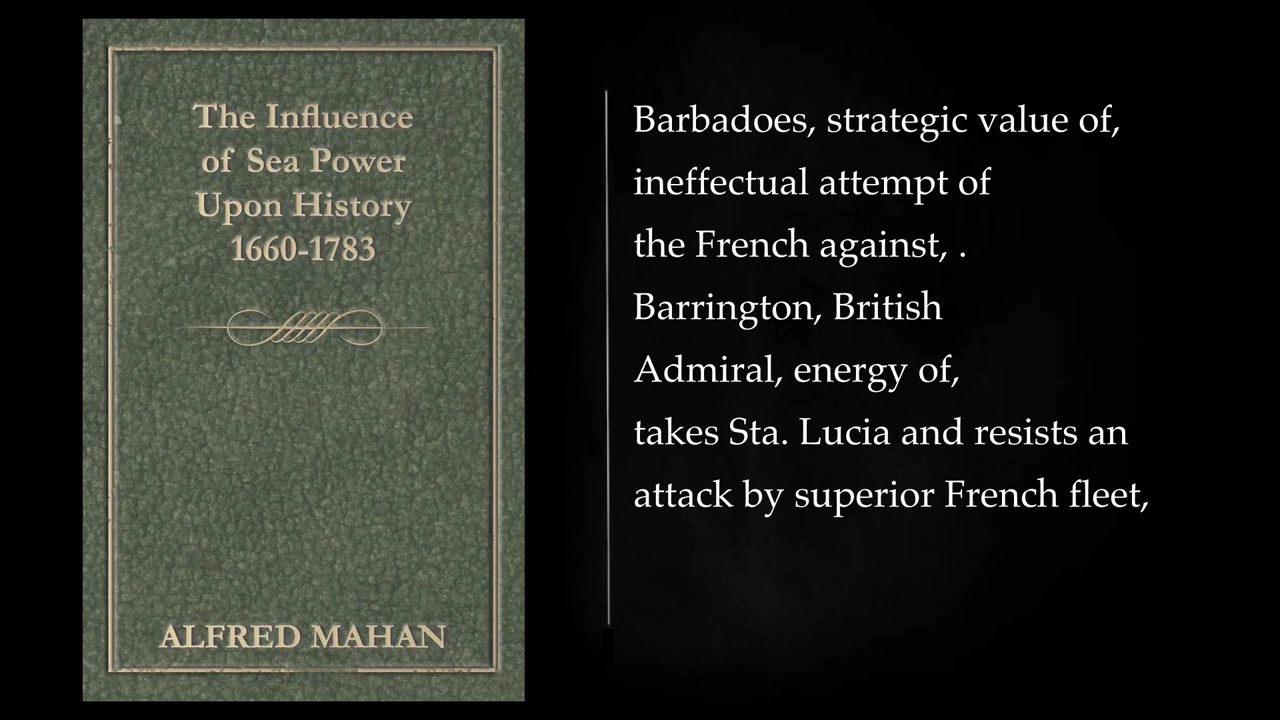 The Influence
of Sea Power
Upon History
1660-1783
ALFRED MAHAN
Barbadoes, strategic value of,
ineffectual attempt of
the French against, .
Barrington, British
Admiral, energy of,
takes Sta. Lucia and resists an
attack by superior French fleet,